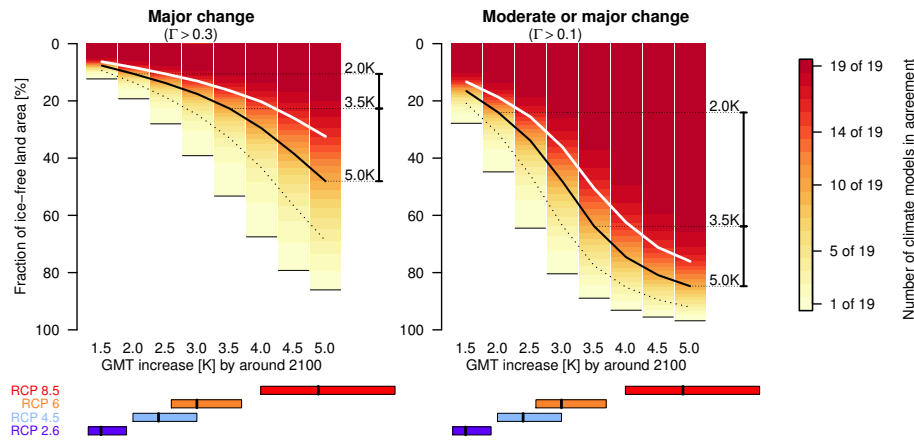 Major change
(Γ > 0.3)
Fraction of ice−free land area [%]
0
20
40
60
80
100
2.0K
3.5K
5.0K
1.5 2.0 2.5 3.0 3.5 4.0 4.5 5.0
GMT increase [K] by around 2100
Moderate or major change
(Γ > 0.1)
0
20
40
60
80
100
2.0K
3.5K
5.0K
1.5 2.0 2.5 3.0 3.5 4.0 4.5 5.0
GMT increase [K] by around 2100
19 of 19
14 of 19
10 of 19
5 of 19
1 of 19
Number of climate models in agreement
RCP 8.5
RCP 6
RCP 4.5
RCP 2.6